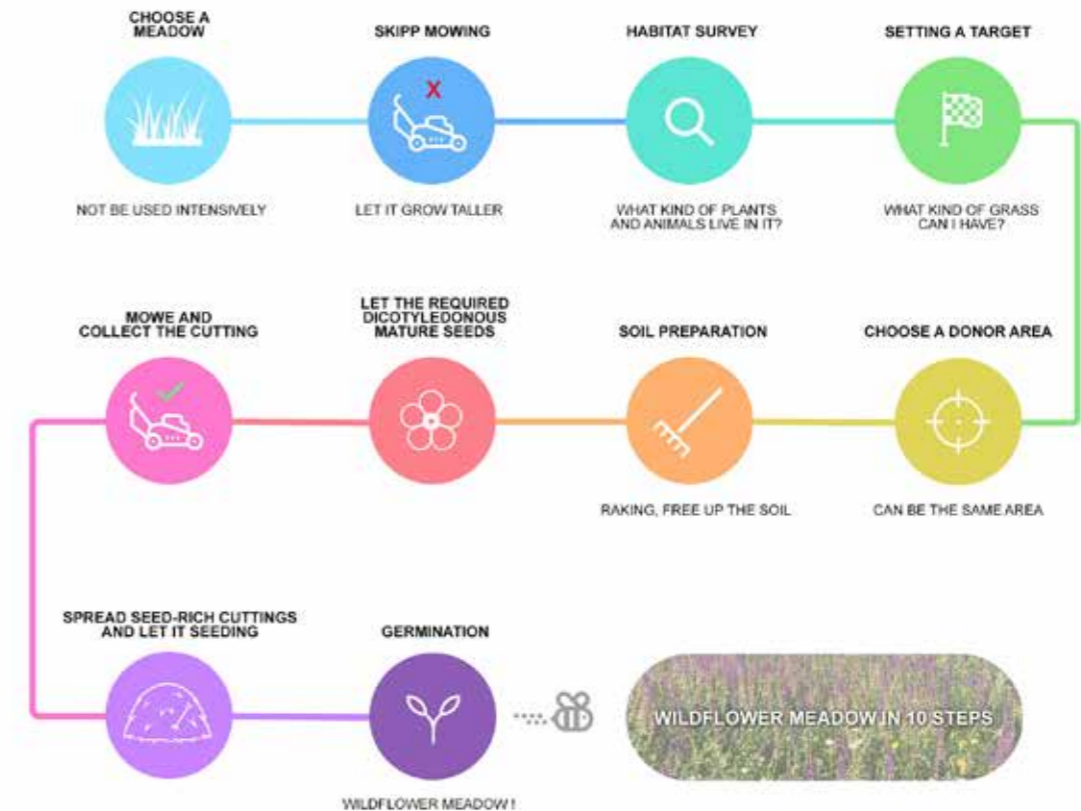 CHOOSE A
MEADOW
NOT BE USED INTENSIVELY
SKIPP MOWING
X
LET IT GROW TALLER
HABITAT SURVEY
WHAT KIND OF PLANTS
AND ANIMALS LIVE IN IT?
SETTING A TARGET
WHAT KIND OF GRASS
CAN I HAVE?
CHOOSE A DONOR AREA
CAN BE THE SAME AREA
SOIL PREPARATION
RAKING, FREE UP THE SOIL
LET THE REQUIRED
DICOTYLEDONOUS
MATURE SEEDS
MOWE AND
COLLECT THE CUTTING
SPREAD SEED-RICH CUTTINGS
AND LET IT SEEDING
GERMINATION
WILDFLOWER MEADOW !
WILDFLOWER MEADOW IN 10 STEPS